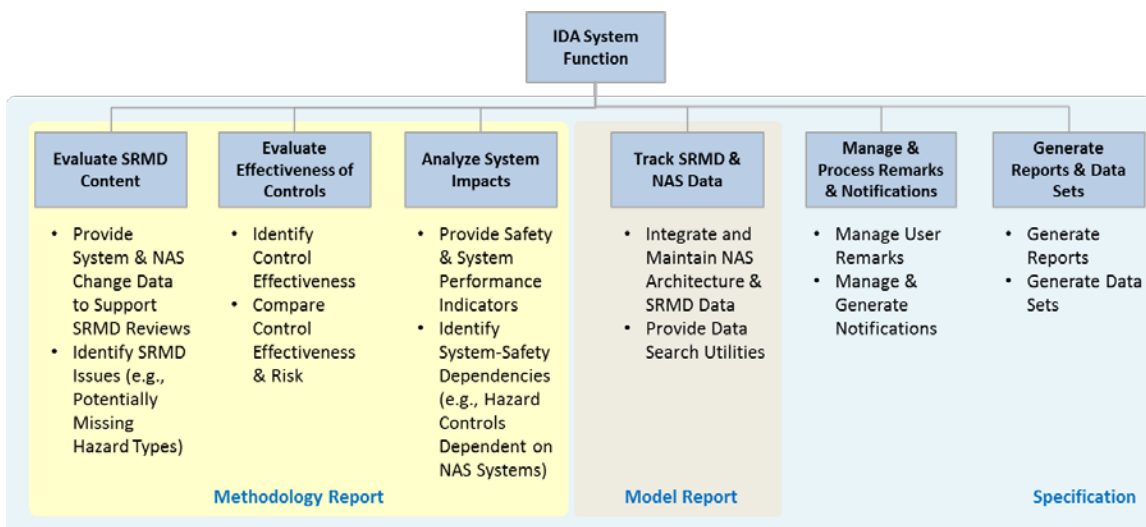 IDA System
Function
Evaluate SRMD
Content
• Provide
System & NAS
Change Data
to Support
SRMD Reviews
• Identify SRMD
Issues (e.g.,
Potentially
Missing
Hazard Types)
Evaluate
Effectiveness of
Controls
• Identify
Control
Effectiveness
• Compare
Control
Effectiveness
& Risk
Analyze System
Impacts
• Provide Safety
& System
Performance
Indicators
• Identify
System-Safety
Dependencies
(e.g., Hazard
Controls
Dependent on
NAS Systems)
Methodology Report
Track SRMD &
NAS Data
• Integrate and
Maintain NAS
Architecture &
SRMD Data
• Provide Data
Search Utilities
Model Report
Manage &
Process Remarks
& Notifications
• Manage User
Remarks
• Manage &
Generate
Notifications
Generate
Reports & Data
Sets
• Generate
Reports
• Generate Data
Sets
Specification